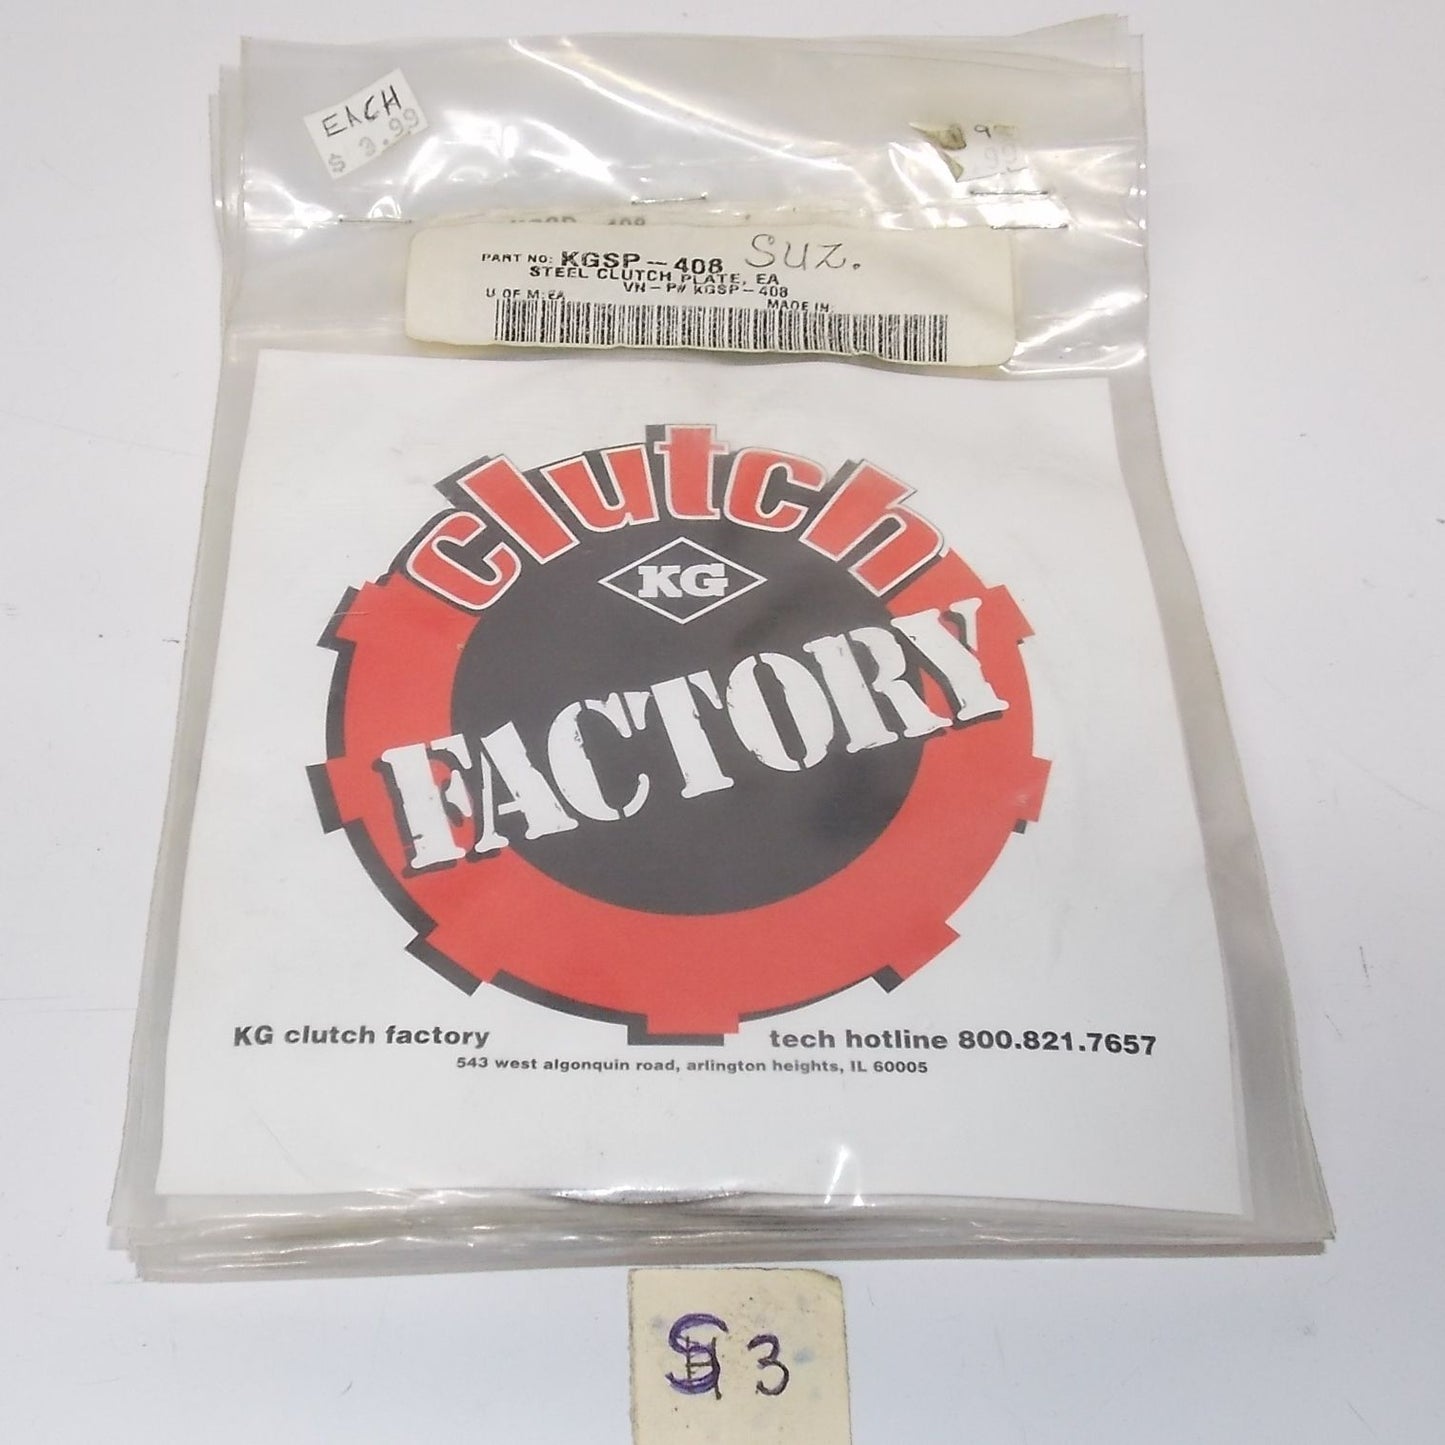 EACH
$ 3.99
PART NO: KGSP-408 SUZ.
STEEL CLUTCH PLATE, EA
VN-P# KGSP-408
U OF M: EA
MADE IN:
clutch
KG
FACTORY
KG clutch factory
tech hotline 800.821.7657
543 west algonquin road, arlington heights, IL 60005
3